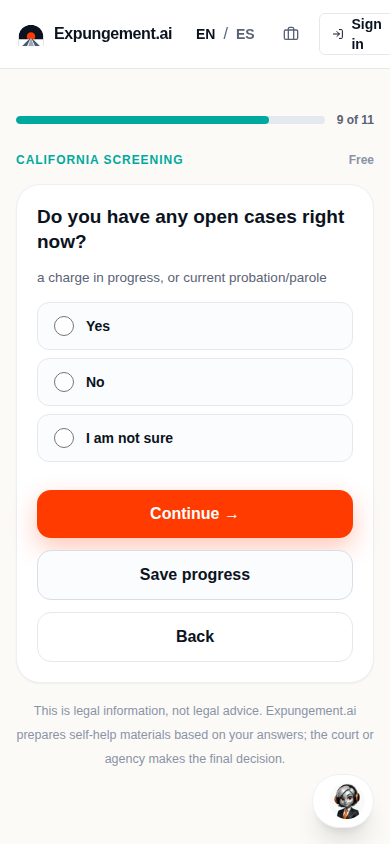 Expungement.ai
EN / ES
Sign
in
9 of 11
CALIFORNIA SCREENING
Free
Do you have any open cases right
now?
a charge in progress, or current probation/parole
Yes
No
I am not sure
Continue →
Save progress
Back
This is legal information, not legal advice. Expungement.ai
prepares self-help materials based on your answers; the court or
agency makes the final decision.